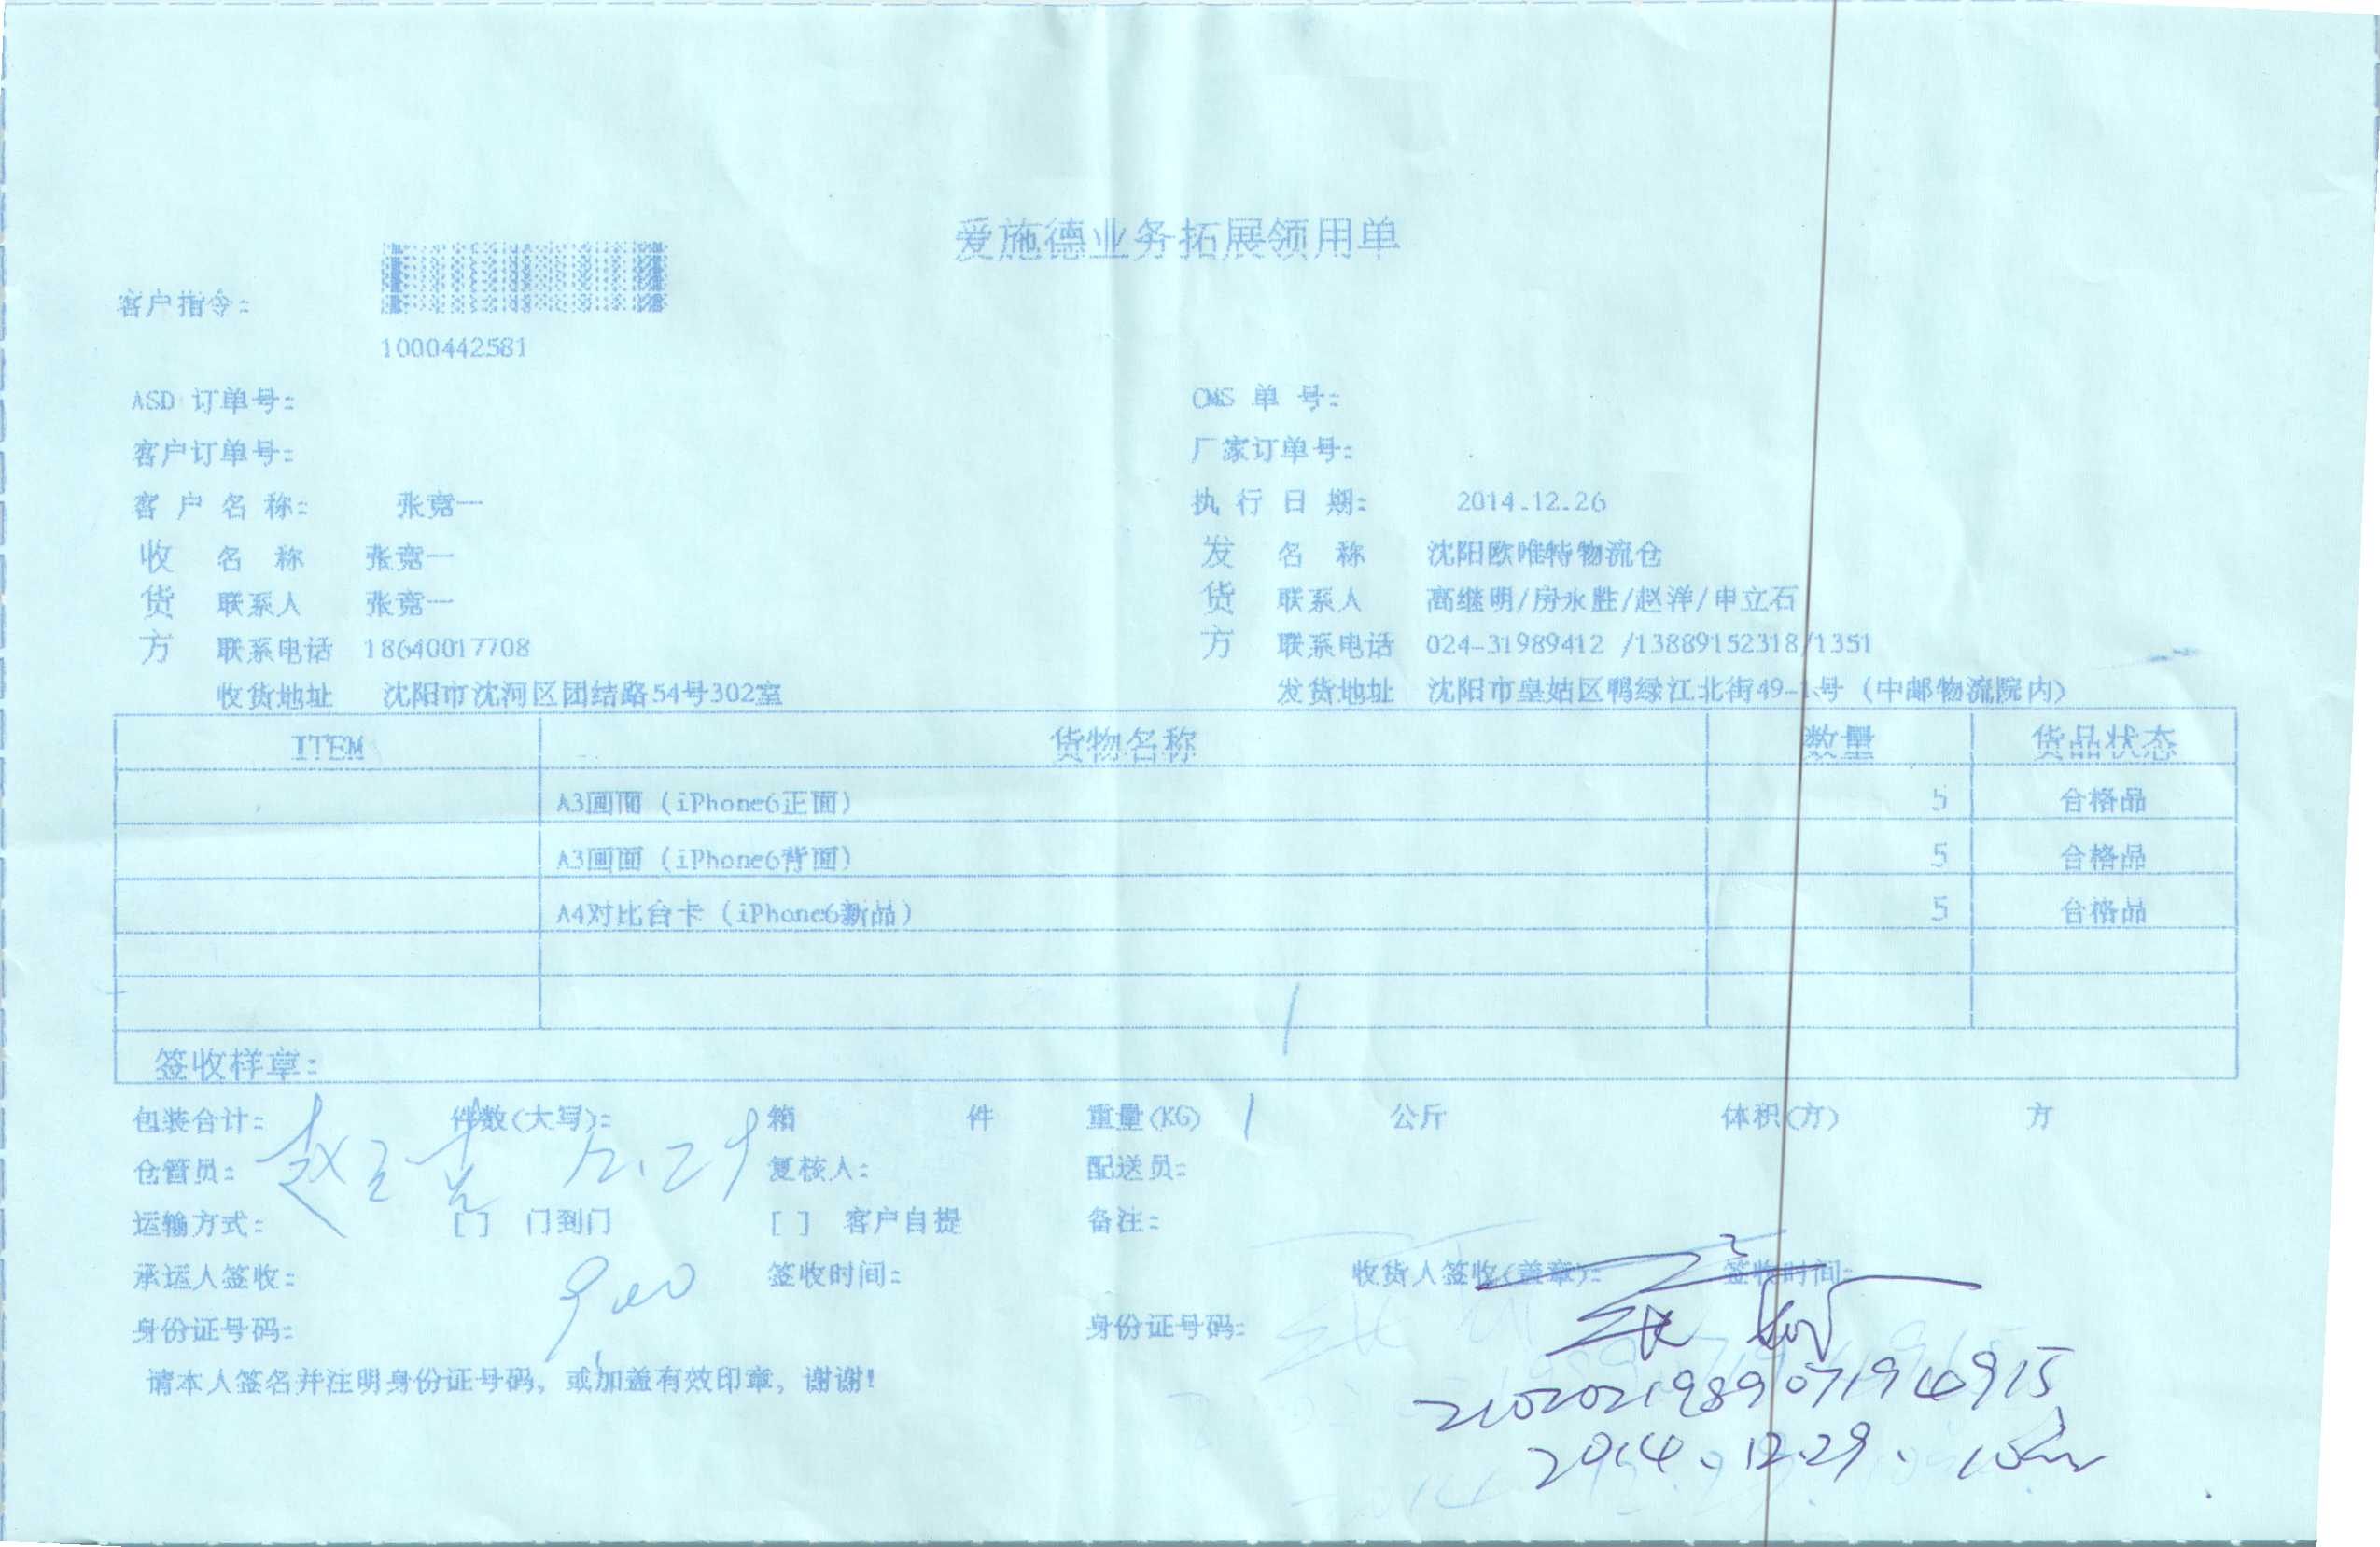 爱施德业务拓展领用单
客户指令:
1000442581
ASD 订单号: CMS 单 号:
客户订单号: 厂家订单号:
客 户 名 称: 张竞一 执 行 日 期: 2014.12.26
收 名 称 张竞一 发 名 称 沈阳欧唯特物流仓
货 联系人 张竞一 货 联系人 高继明/房永胜/赵洋/申立石
方 联系电话 18640017708 方 联系电话 024-31989412 /13889152318/1351
收货地址 沈阳市沈河区团结路54号302室 发货地址 沈阳市皇姑区鸭绿江北街49-1号（中邮物流院内）
ITEM 货物名称 数量 货品状态
A3画面（iPhone6正面） 5 合格品
A3画面（iPhone6背面） 5 合格品
A4对比台卡（iPhone6新品） 5 合格品
签收样章:
包装合计: 件数(大写): 箱 件 重量(KG) 1 公斤 体积(方) 方
仓管员: 12.29 复核人: 配送员:
运输方式: [ ] 门到门 [ ] 客户自提 备注:
承运人签收: 签收时间: 收货人签收(盖章): 签收时间:
身份证号码: 9:00 身份证号码:
请本人签名并注明身份证号码，或加盖有效印章，谢谢!
210202198907194915
2014.12.29.